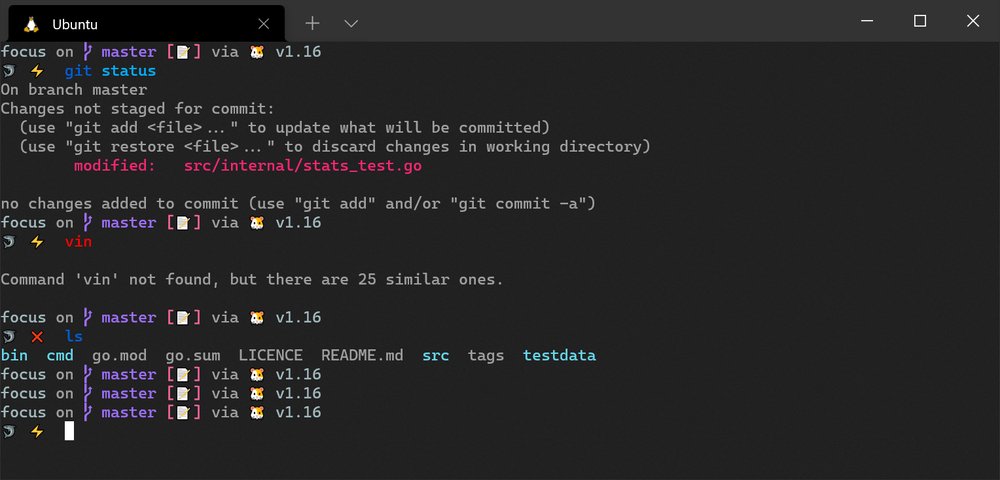 Ubuntu
focus on master [📝] via 🐹 v1.16
🐬 ⚡ git status
On branch master
Changes not staged for commit:
  (use "git add <file>..." to update what will be committed)
  (use "git restore <file>..." to discard changes in working directory)
        modified:   src/internal/stats_test.go
no changes added to commit (use "git add" and/or "git commit -a")
focus on master [📝] via 🐹 v1.16
🐬 ⚡ vin
Command 'vin' not found, but there are 25 similar ones.
focus on master [📝] via 🐹 v1.16
🐬 ❌ ls
bin  cmd  go.mod  go.sum  LICENCE  README.md  src  tags  testdata
focus on master [📝] via 🐹 v1.16
focus on master [📝] via 🐹 v1.16
focus on master [📝] via 🐹 v1.16
🐬 ⚡